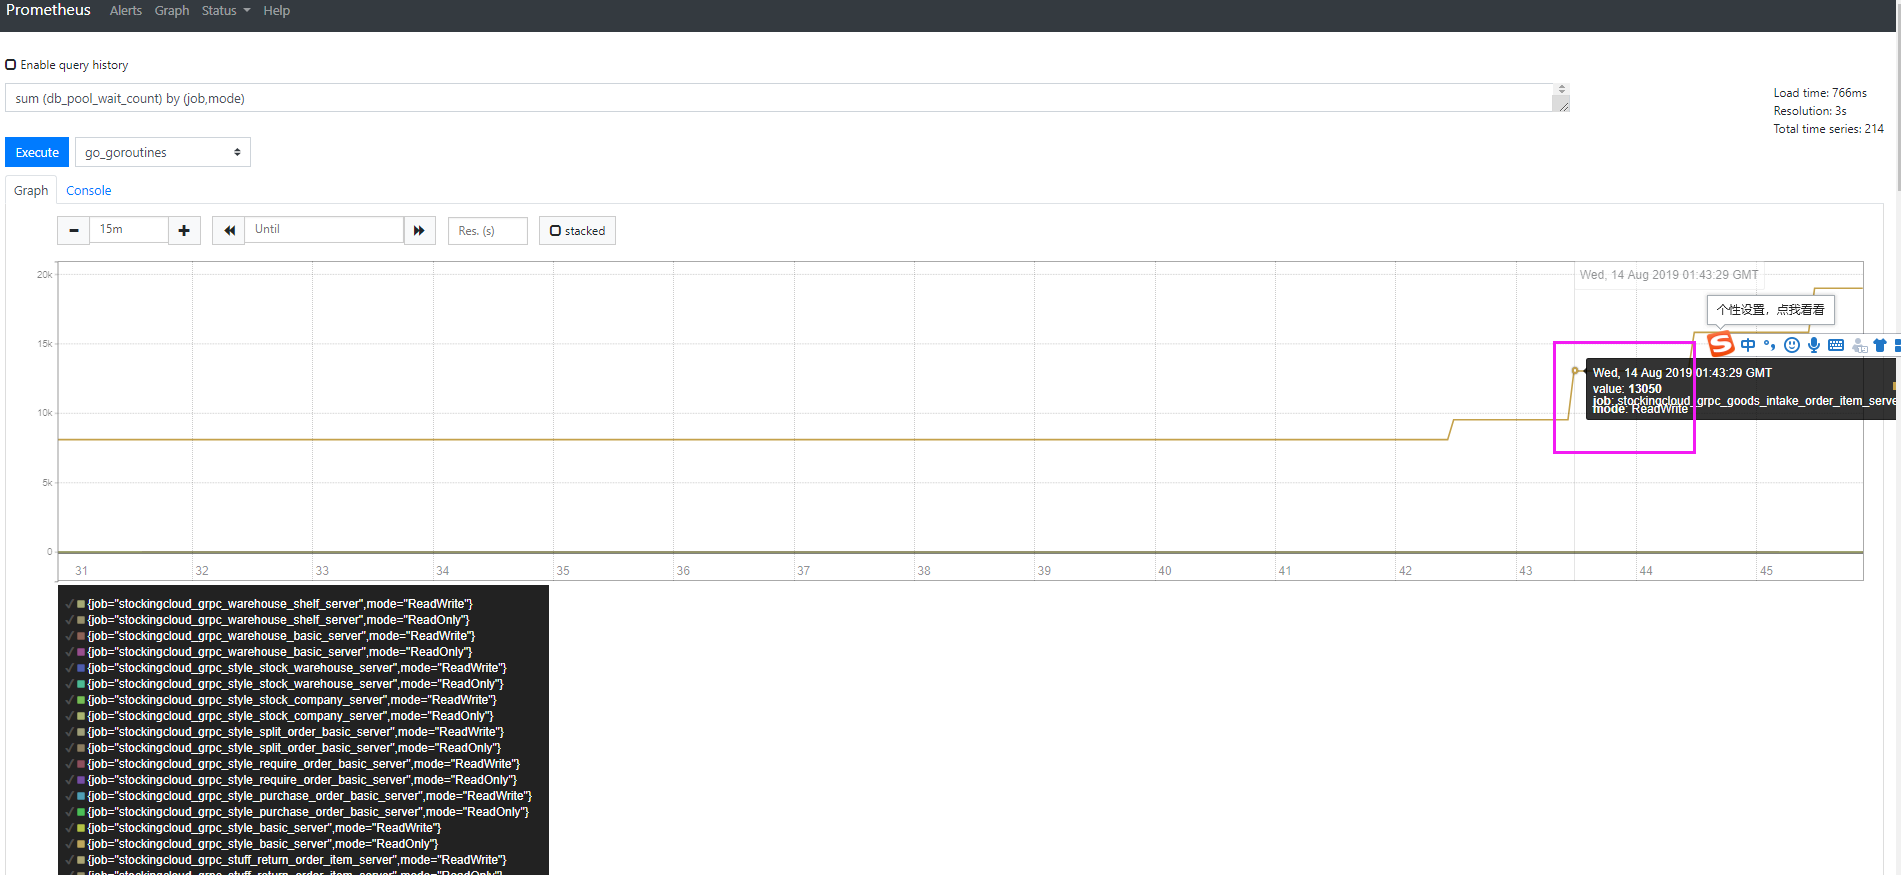 Prometheus Alerts Graph Status Help
Enable query history
sum (db_pool_wait_count) by (job,mode)
Load time: 766ms
Resolution: 3s
Total time series: 214
Execute go_goroutines
Graph Console
15m Until Res. (s) stacked
20k
15k
10k
5k
0
Wed, 14 Aug 2019 01:43:29 GMT
个性设置，点我看看
S 中
Wed, 14 Aug 2019 01:43:29 GMT
value: 13050
job: stockingcloud_grpc_goods_intake_order_item_serve
mode: ReadWrite
31 32 33 34 35 36 37 38 39 40 41 42 43 44 45
{job="stockingcloud_grpc_warehouse_shelf_server",mode="ReadWrite"}
{job="stockingcloud_grpc_warehouse_shelf_server",mode="ReadOnly"}
{job="stockingcloud_grpc_warehouse_basic_server",mode="ReadWrite"}
{job="stockingcloud_grpc_warehouse_basic_server",mode="ReadOnly"}
{job="stockingcloud_grpc_style_stock_warehouse_server",mode="ReadWrite"}
{job="stockingcloud_grpc_style_stock_warehouse_server",mode="ReadOnly"}
{job="stockingcloud_grpc_style_stock_company_server",mode="ReadWrite"}
{job="stockingcloud_grpc_style_stock_company_server",mode="ReadOnly"}
{job="stockingcloud_grpc_style_split_order_basic_server",mode="ReadWrite"}
{job="stockingcloud_grpc_style_split_order_basic_server",mode="ReadOnly"}
{job="stockingcloud_grpc_style_require_order_basic_server",mode="ReadWrite"}
{job="stockingcloud_grpc_style_require_order_basic_server",mode="ReadOnly"}
{job="stockingcloud_grpc_style_purchase_order_basic_server",mode="ReadWrite"}
{job="stockingcloud_grpc_style_purchase_order_basic_server",mode="ReadOnly"}
{job="stockingcloud_grpc_style_basic_server",mode="ReadWrite"}
{job="stockingcloud_grpc_style_basic_server",mode="ReadOnly"}
{job="stockingcloud_grpc_stuff_return_order_item_server",mode="ReadWrite"}
{job="stockingcloud_grpc_stuff_return_order_item_server",mode="ReadOnly"}